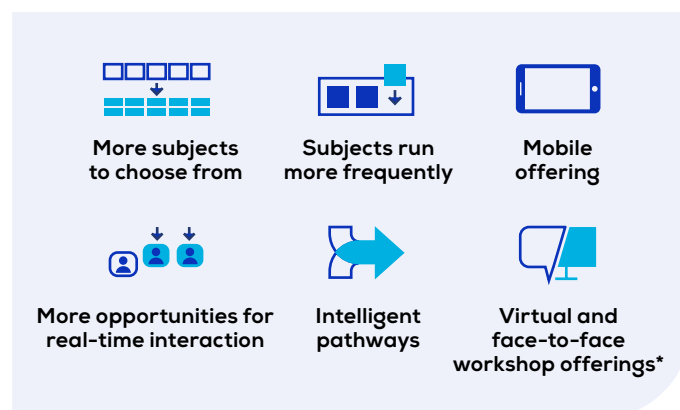 More subjects
to choose from
Subjects run
more frequently
Mobile
offering
More opportunities for
real-time interaction
Intelligent
pathways
Virtual and
face-to-face
workshop offerings*